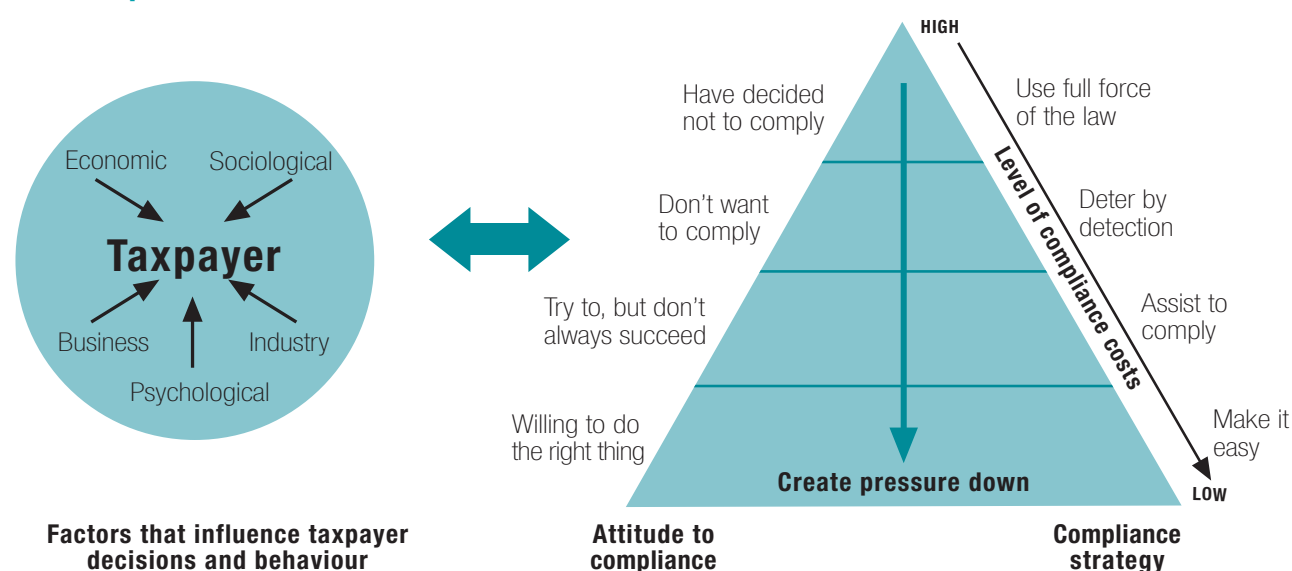 Economic
Sociological
Taxpayer
Business
Industry
Psychological
Factors that influence taxpayer
decisions and behaviour
HIGH
Have decided
not to comply
Use full force
of the law
Don’t want
to comply
Deter by
detection
Try to, but don’t
always succeed
Assist to
comply
Level of compliance costs
Willing to do
the right thing
Make it
easy
Create pressure down
LOW
Attitude to
compliance
Compliance
strategy